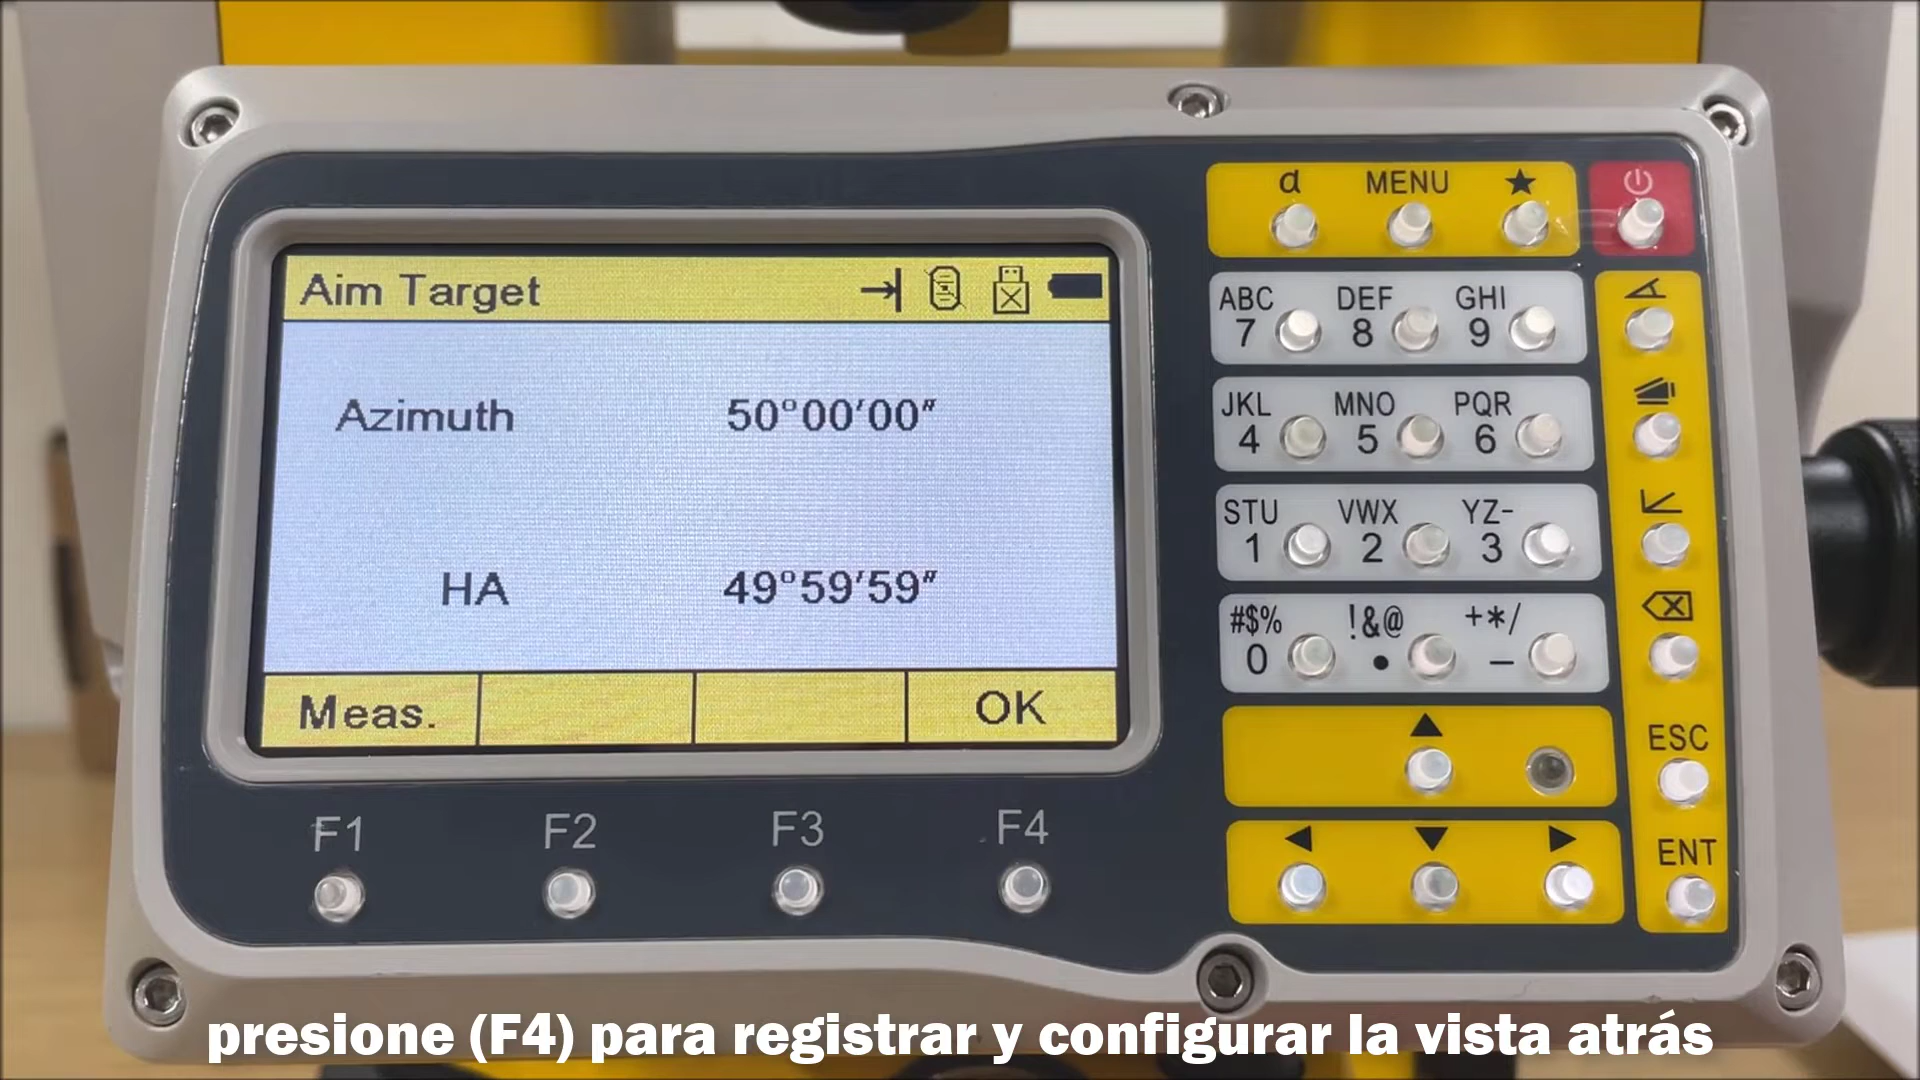 Aim Target
Azimuth 50°00'00"
HA 49°59'59"
Meas. OK
F1 F2 F3 F4
α MENU ★
ABC DEF GHI
7 8 9
JKL MNO PQR
4 5 6
STU VWX YZ-
1 2 3
#$% !&@ +*/
0 • –
ESC
ENT
presione (F4) para registrar y configurar la vista atrás